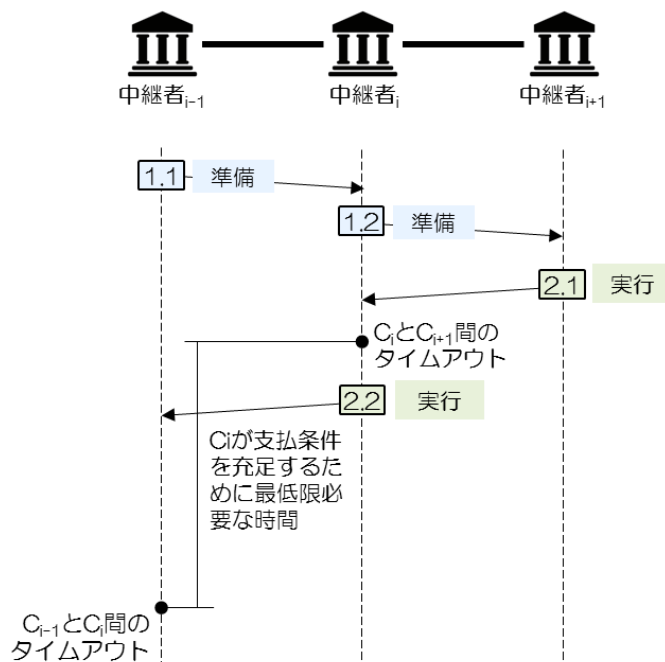 中継者i-1
中継者i
中継者i+1
1.1 準備
1.2 準備
2.1 実行
CiとCi+1間の
タイムアウト
2.2 実行
Ciが支払条件
を充足するた
めに最低限必
要な時間
Ci-1とCi間の
タイムアウト